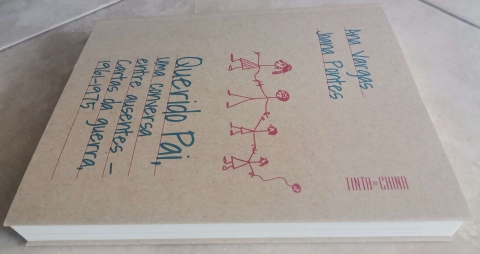 Ana Vargas
Joana Pontes
Querido Pai,
uma conversa
entre ausentes –
Cartas da guerra,
1961-1975
TINTA DA CHINA